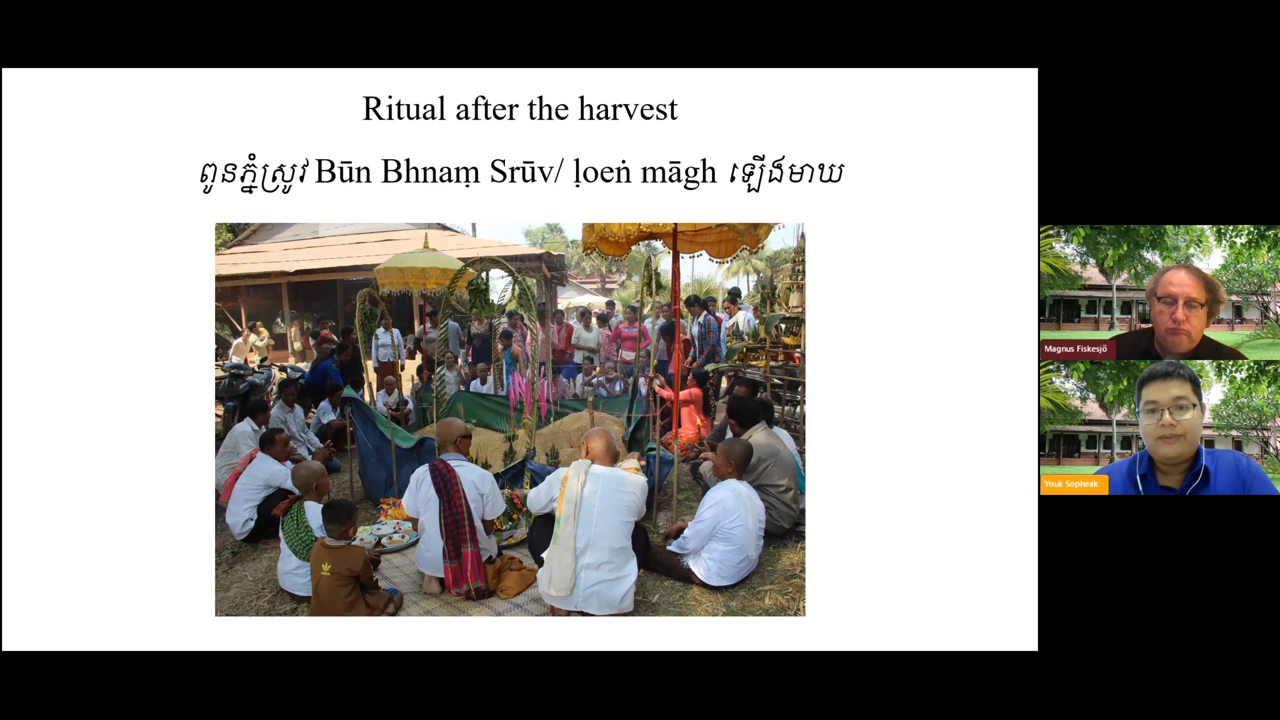 Ritual after the harvest
ពូនភ្នំស្រូវ Būn Bhnaṃ Srūv/ ḷoeṅ māgh ឡើងមាឃ
Magnus Fiskesjö
Youk Sopheak